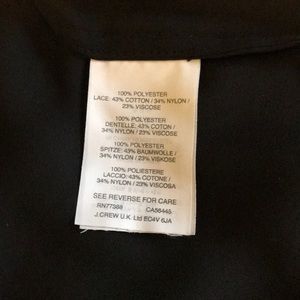 100% POLYESTER
LACE: 43% COTTON / 34% NYLON /
23% VISCOSE
100% POLYESTER
DENTELLE: 43% COTON /
34% NYLON / 23% VISCOSE
100% POLYESTER
SPITZE: 43% BAUMWOLLE /
34% NYLON / 23% VISKOSE
100% POLIESTERE
LACCIO: 43% COTONE /
34% NYLON / 23% VISCOSA
SEE REVERSE FOR CARE
RN77388 CA56445
J.CREW U.K. Ltd EC4V 6JA